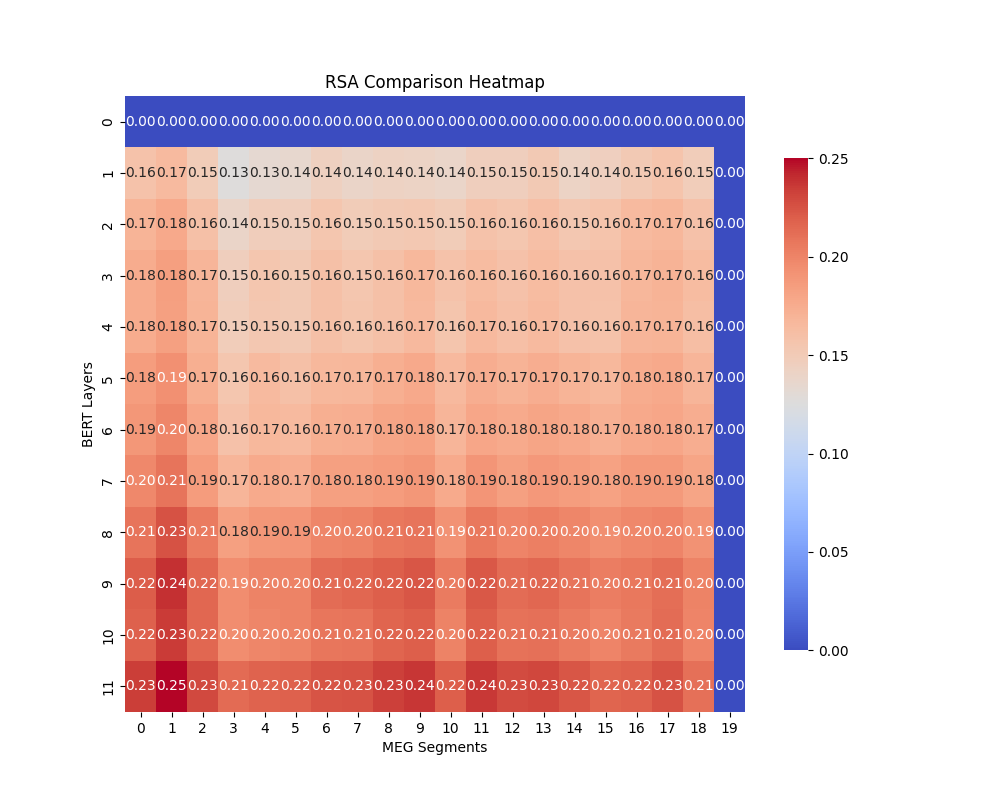 RSA Comparison Heatmap
0 0.00 0.00 0.00 0.00 0.00 0.00 0.00 0.00 0.00 0.00 0.00 0.00 0.00 0.00 0.00 0.00 0.00 0.00 0.00 0.00
1 0.16 0.17 0.15 0.13 0.13 0.14 0.14 0.14 0.14 0.14 0.14 0.15 0.15 0.15 0.14 0.14 0.15 0.16 0.15 0.00
2 0.17 0.18 0.16 0.14 0.15 0.15 0.16 0.15 0.15 0.15 0.15 0.16 0.16 0.16 0.15 0.16 0.17 0.17 0.16 0.00
3 0.18 0.18 0.17 0.15 0.16 0.15 0.16 0.15 0.16 0.17 0.16 0.16 0.16 0.16 0.16 0.16 0.17 0.17 0.16 0.00
4 0.18 0.18 0.17 0.15 0.15 0.15 0.16 0.16 0.16 0.17 0.16 0.17 0.16 0.17 0.16 0.16 0.17 0.17 0.16 0.00
5 0.18 0.19 0.17 0.16 0.16 0.16 0.17 0.17 0.17 0.18 0.17 0.17 0.17 0.17 0.17 0.17 0.18 0.18 0.17 0.00
6 0.19 0.20 0.18 0.16 0.17 0.16 0.17 0.17 0.18 0.18 0.17 0.18 0.18 0.18 0.18 0.17 0.18 0.18 0.17 0.00
7 0.20 0.21 0.19 0.17 0.18 0.17 0.18 0.18 0.19 0.19 0.18 0.19 0.18 0.19 0.19 0.18 0.19 0.19 0.18 0.00
8 0.21 0.23 0.21 0.18 0.19 0.19 0.20 0.20 0.21 0.21 0.19 0.21 0.20 0.20 0.20 0.19 0.20 0.20 0.19 0.00
9 0.22 0.24 0.22 0.19 0.20 0.20 0.21 0.22 0.22 0.22 0.20 0.22 0.21 0.22 0.21 0.20 0.21 0.21 0.20 0.00
10 0.22 0.23 0.22 0.20 0.20 0.20 0.21 0.21 0.22 0.22 0.20 0.22 0.21 0.21 0.20 0.20 0.21 0.21 0.20 0.00
11 0.23 0.25 0.23 0.21 0.22 0.22 0.22 0.23 0.23 0.24 0.22 0.24 0.23 0.23 0.22 0.22 0.22 0.23 0.21 0.00
0 1 2 3 4 5 6 7 8 9 10 11 12 13 14 15 16 17 18 19
MEG Segments
BERT Layers
0.25
0.20
0.15
0.10
0.05
0.00